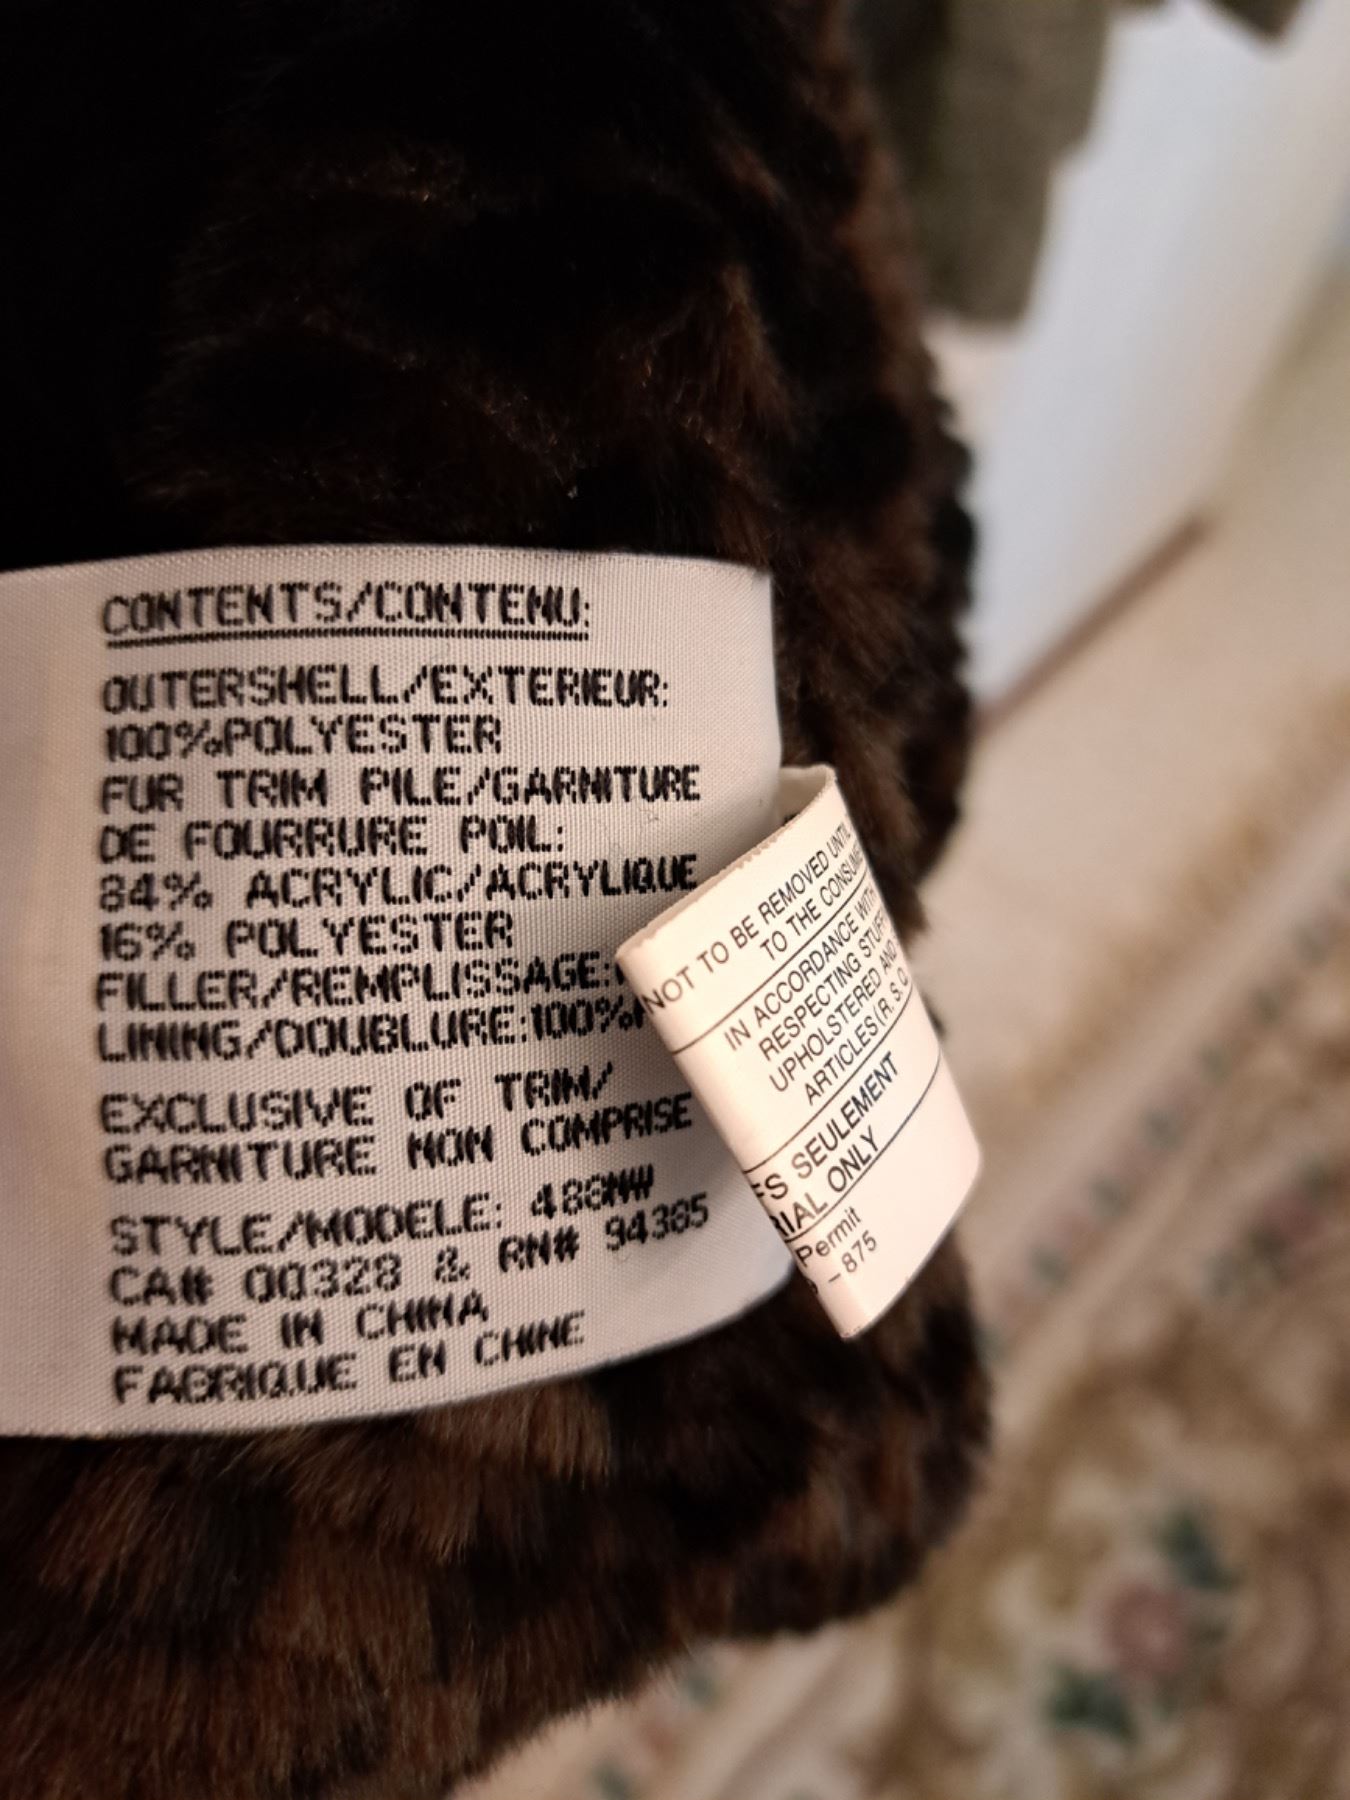 CONTENTS/CONTENU:
OUTERSHELL/EXTERIEUR:
100%POLYESTER
FUR TRIM PILE/GARNITURE
DE FOURRURE POIL:
84% ACRYLIC/ACRYLIQUE
16% POLYESTER
FILLER/REMPLISSAGE:
LINING/DOUBLURE:100%
EXCLUSIVE OF TRIM/
GARNITURE NON COMPRISE
STYLE/MODELE:
CA# 00328 & RN# 94385
MADE IN CHINA
FABRIQUE EN CHINE
NOT TO BE REMOVED UNTIL
TO THE
IN ACCORDANCE WITH
RESPECTING
UPHOLSTERED AND
ARTICLES(R.S.O
SEULEMENT
ONLY
Permit
-875